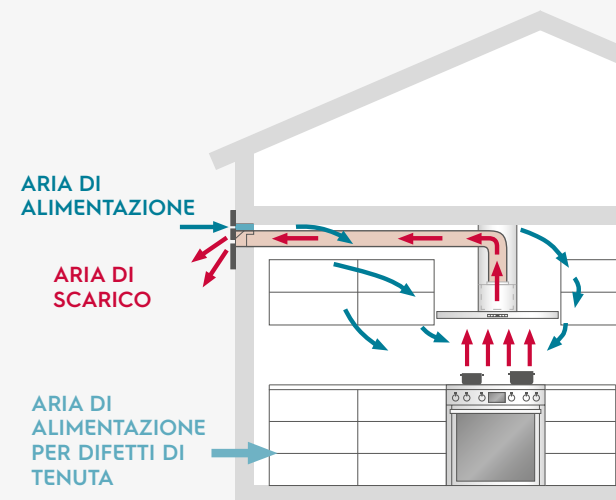 ARIA DI
ALIMENTAZIONE
ARIA DI
SCARICO
ARIA DI
ALIMENTAZIONE
PER DIFETTI DI
TENUTA